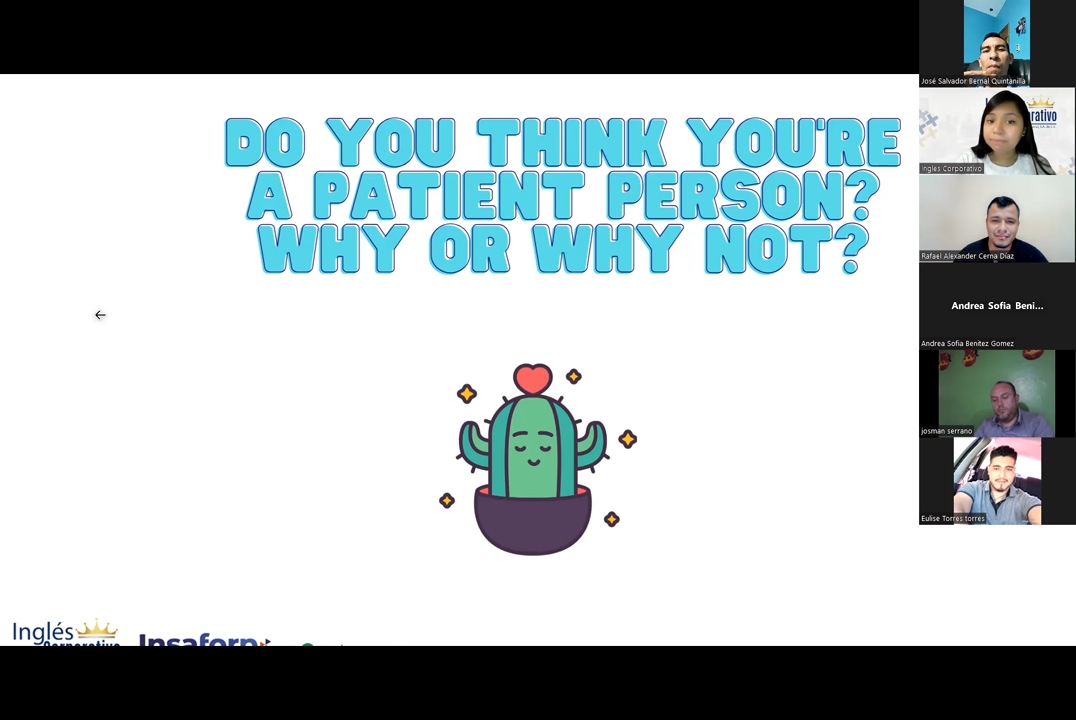 DO YOU THINK YOU'RE
A PATIENT PERSON?
WHY OR WHY NOT?
Inglés
Corporativo
Insaforp
José Salvador Bernal Quintanilla
Ingles Corporativo
Rafael Alexander Cerna Díaz
Andrea Sofia Beni...
Andrea Sofia Benitez Gomez
josman serrano
Eulise Torres torres